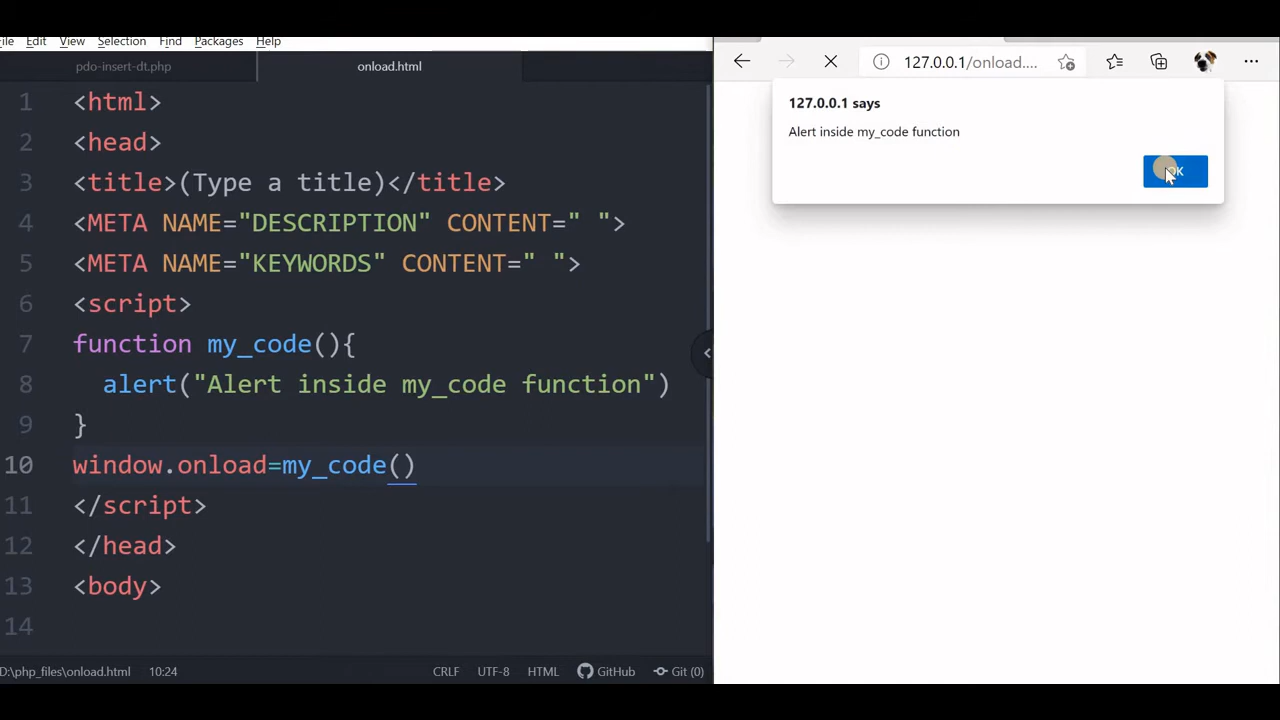 ile Edit View Selection Find Packages Help
pdo-insert-dt.php onload.html
1 <html>
2 <head>
3 <title>(Type a title)</title>
4 <META NAME="DESCRIPTION" CONTENT=" ">
5 <META NAME="KEYWORDS" CONTENT=" ">
6 <script>
7 function my_code(){
8 alert("Alert inside my_code function")
9 }
10 window.onload=my_code()
11 </script>
12 </head>
13 <body>
14
D:\php_files\onload.html 10:24 CRLF UTF-8 HTML GitHub Git (0)
127.0.0.1/onload....
127.0.0.1 says
Alert inside my_code function
OK